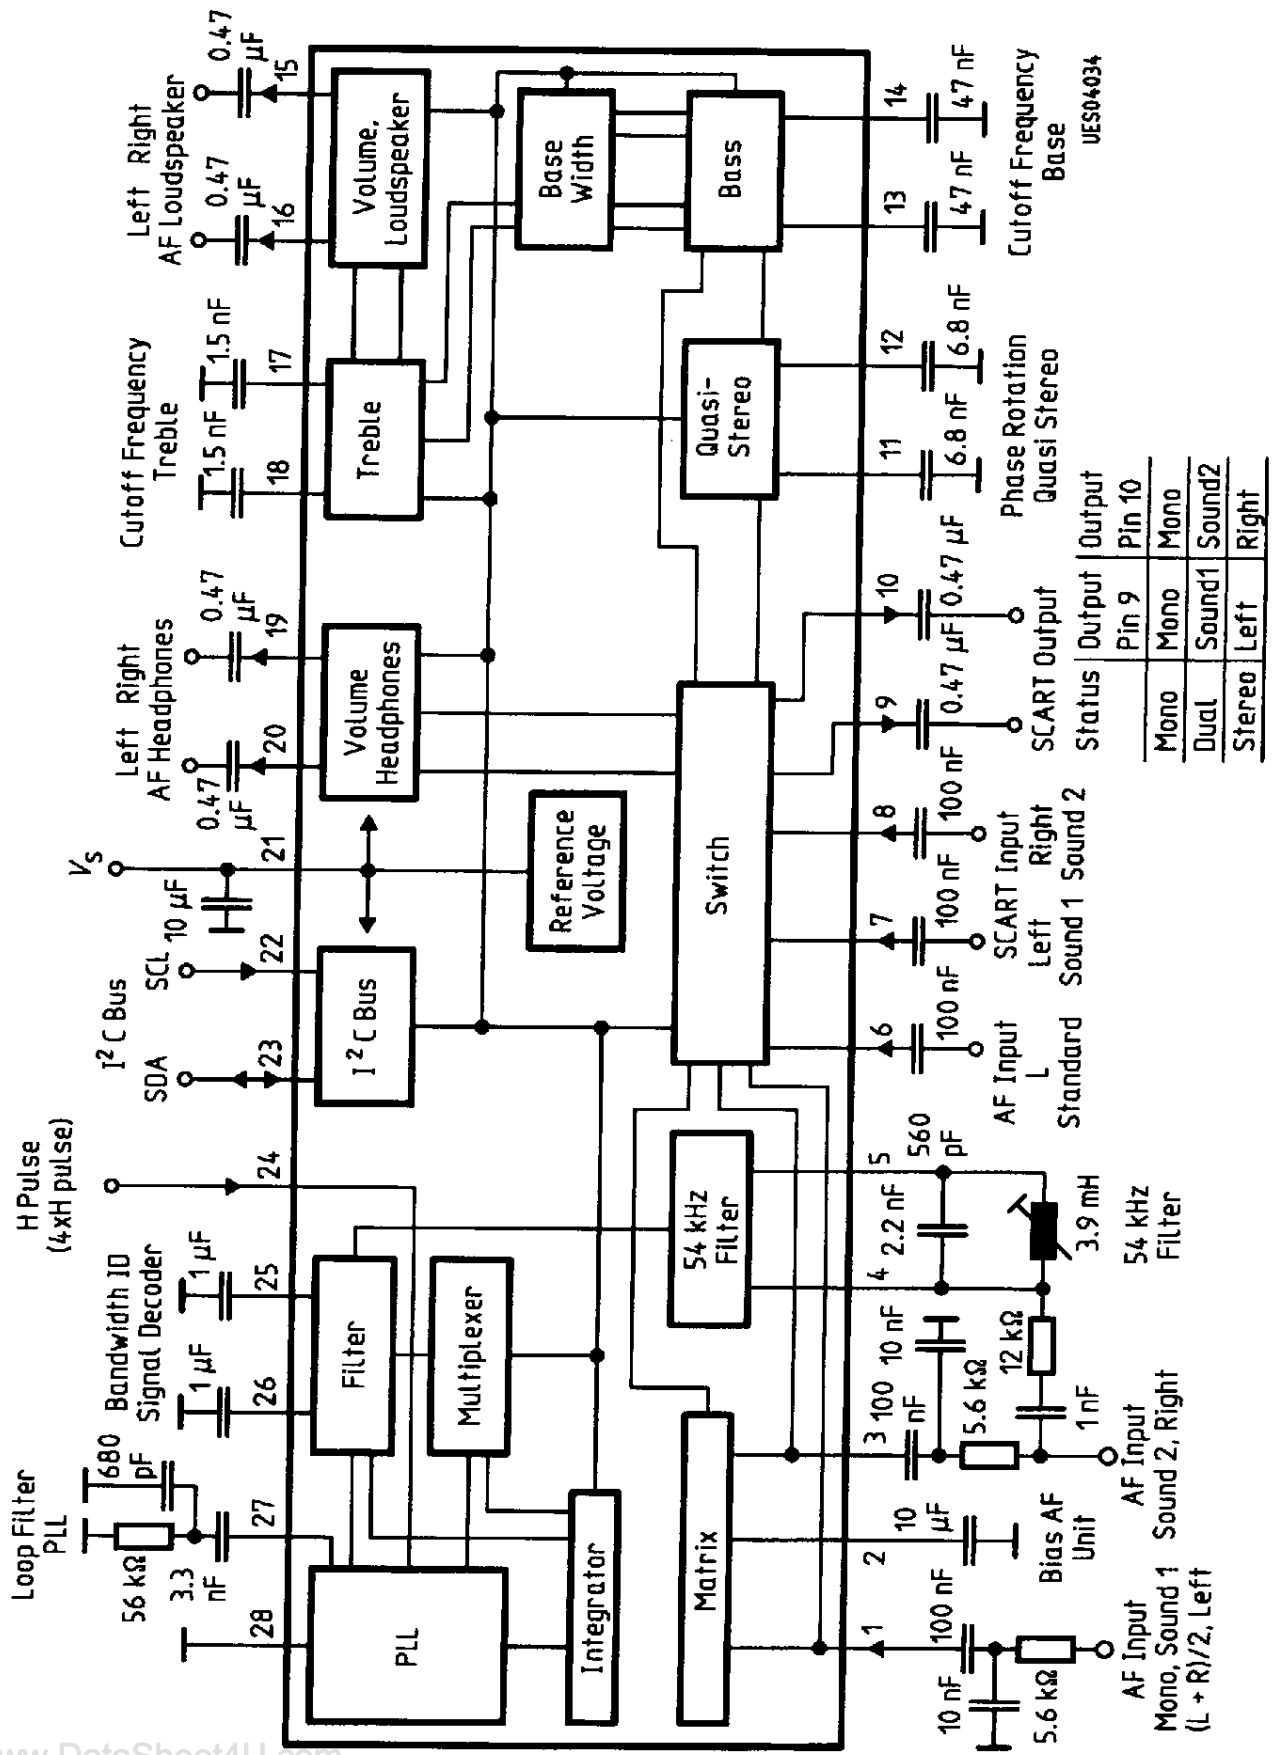 Loop Filter
PLL
56 kΩ
680
pF
3.3
nF
Bandwidth ID
Signal Decoder
1 µF
1 µF
H Pulse
(4xH pulse)
I² C Bus
SDA
SCL
10 µF
VS
Left Right
AF Headphones
0.47
µF
0.47
µF
Cutoff Frequency
Treble
1.5 nF
1.5 nF
Left Right
AF Loudspeaker
0.47
µF
0.47
µF
28
27
26
25
24
23
22
21
20
19
18
17
16
15
PLL
Filter
Multiplexer
Integrator
I² C Bus
Reference
Voltage
Volume
Headphones
Treble
Volume,
Loudspeaker
Base
Width
Matrix
54 kHz
Filter
Switch
Quasi-
Stereo
Bass
1
2
3
4
5
6
7
8
9
10
11
12
13
14
10 nF
100 nF
5.6 kΩ
AF Input
Mono, Sound 1
(L + R)/2, Left
10
µF
Bias AF
Unit
100
nF
10 nF
5.6 kΩ
12 kΩ
1 nF
AF Input
Sound 2, Right
2.2 nF
560
pF
3.9 mH
54 kHz
Filter
100 nF
AF Input
L
Standard
100 nF
100 nF
SCART Input
Left Right
Sound 1 Sound 2
0.47 µF
0.47 µF
SCART Output
Status Output Output
Pin 9 Pin 10
Mono Mono Mono
Dual Sound1 Sound2
Stereo Left Right
6.8 nF
6.8 nF
Phase Rotation
Quasi Stereo
47 nF
47 nF
Cutoff Frequency
Base
UES04034
www.DataSheet4U.com